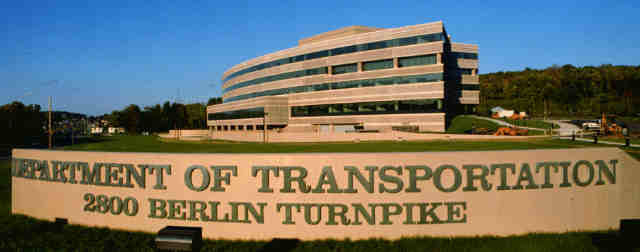 DEPARTMENT OF TRANSPORTATION
2800 BERLIN TURNPIKE